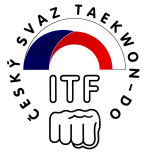 ČESKÝ SVAZ TAEKWON-DO
ITF